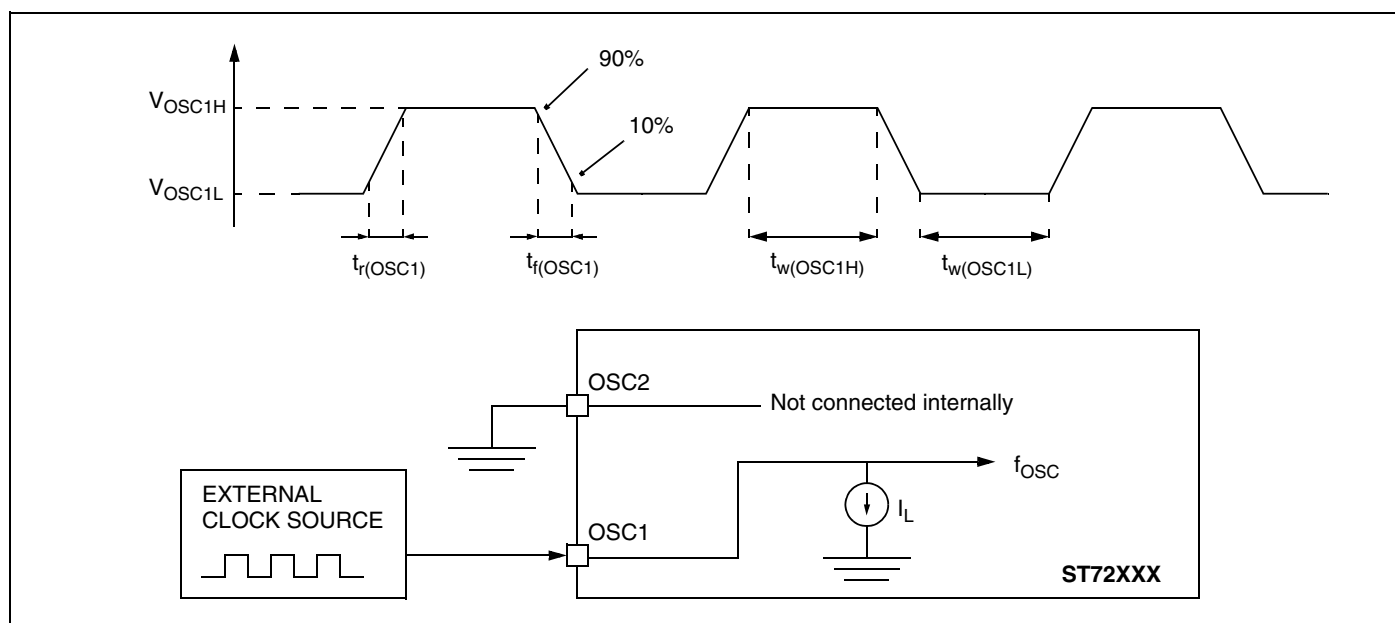 90%
VOSC1H
10%
VOSC1L
tr(OSC1)
tf(OSC1)
tw(OSC1H)
tw(OSC1L)
OSC2
Not connected internally
fOSC
EXTERNAL
CLOCK SOURCE
IL
OSC1
ST72XXX